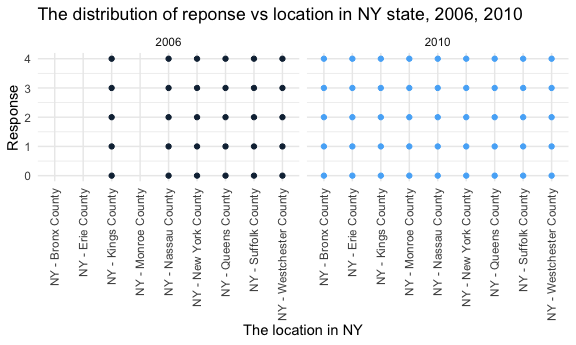 The distribution of reponse vs location in NY state, 2006, 2010
2006
2010
Response
4
3
2
1
0
NY - Bronx County
NY - Erie County
NY - Kings County
NY - Monroe County
NY - Nassau County
NY - New York County
NY - Queens County
NY - Suffolk County
NY - Westchester County
NY - Bronx County
NY - Erie County
NY - Kings County
NY - Monroe County
NY - Nassau County
NY - New York County
NY - Queens County
NY - Suffolk County
NY - Westchester County
The location in NY